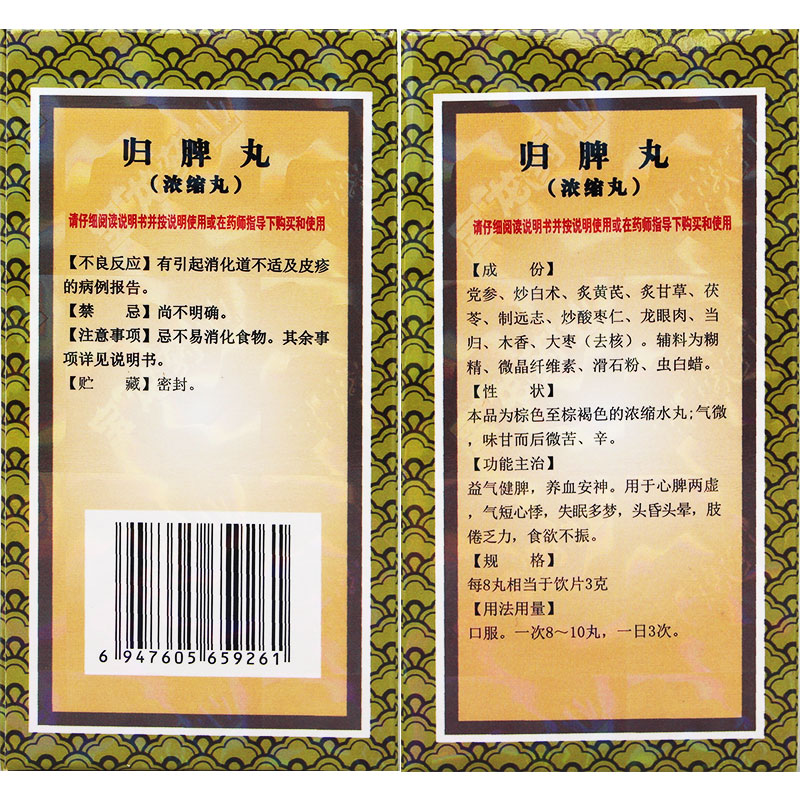 归脾丸
（浓缩丸）
请仔细阅读说明书并按说明使用或在药师指导下购买和使用
【不良反应】有引起消化道不适及皮疹
的病例报告。
【禁 忌】尚不明确。
【注意事项】忌不易消化食物。其余事
项详见说明书。
【贮 藏】密封。
6 947605 659261
归脾丸
（浓缩丸）
请仔细阅读说明书并按说明使用或在药师指导下购买和使用
【成 份】
党参、炒白术、炙黄芪、炙甘草、茯
苓、制远志、炒酸枣仁、龙眼肉、当
归、木香、大枣（去核）。辅料为糊
精、微晶纤维素、滑石粉、虫白蜡。
【性 状】
本品为棕色至棕褐色的浓缩水丸;气微
，味甘而后微苦、辛。
【功能主治】
益气健脾，养血安神。用于心脾两虚
，气短心悸，失眠多梦，头昏头晕，肢
倦乏力，食欲不振。
【规 格】
每8丸相当于饮片3克
【用法用量】
口服。一次8～10丸，一日3次。